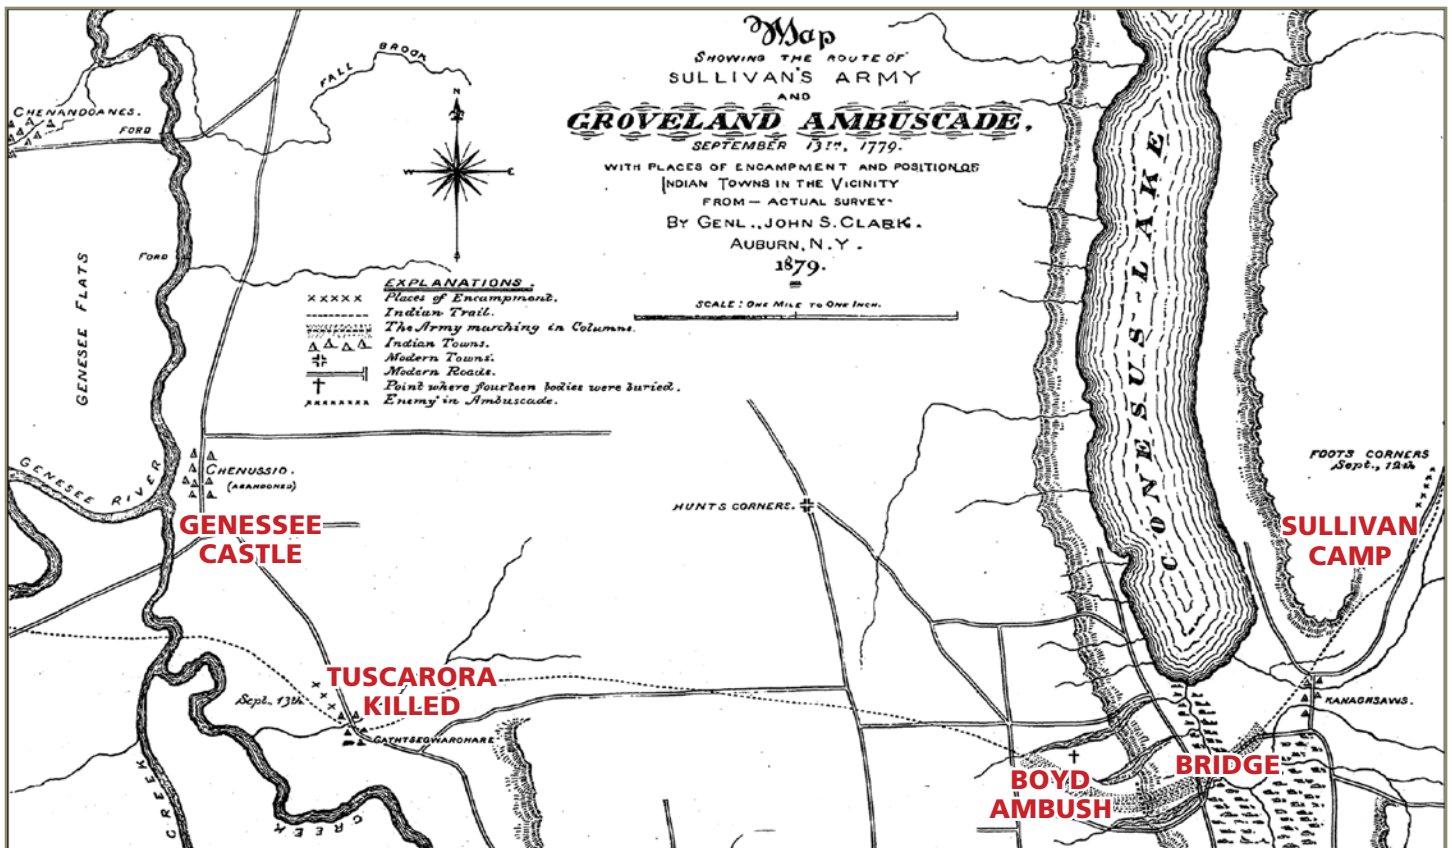 Map
SHOWING THE ROUTE OF
SULLIVAN'S ARMY
AND
GROVELAND AMBUSCADE,
SEPTEMBER 13TH, 1779.
WITH PLACES OF ENCAMPMENT AND POSITION OF
INDIAN TOWNS IN THE VICINITY
FROM - ACTUAL SURVEY-
BY GENL., JOHN S. CLARK.
AUBURN, N.Y.
1879.
SCALE: ONE MILE TO ONE INCH.
FALL BROOK
CHENANDOANES.
FORD
N
W
E
FORD
GENESEE FLATS
EXPLANATIONS.
Places of Encampment.
Indian Trail.
The Army marching in Columns.
Indian Towns.
Modern Towns.
Modern Roads.
Point where fourteen bodies were buried.
Enemy in Ambuscade.
CONESUS-LAKE
GENESEE RIVER
CHENUSSIO.
(ABANDONED)
GENESSEE
CASTLE
HUNTS CORNERS.
FOOTS CORNERS
Sept., 12th
SULLIVAN
CAMP
TUSCARORA
KILLED
Sept. 13th
GATHTSEGWAROHARE
KANAGHSAWS.
BRIDGE
BOYD
AMBUSH
CREEK
CREEK